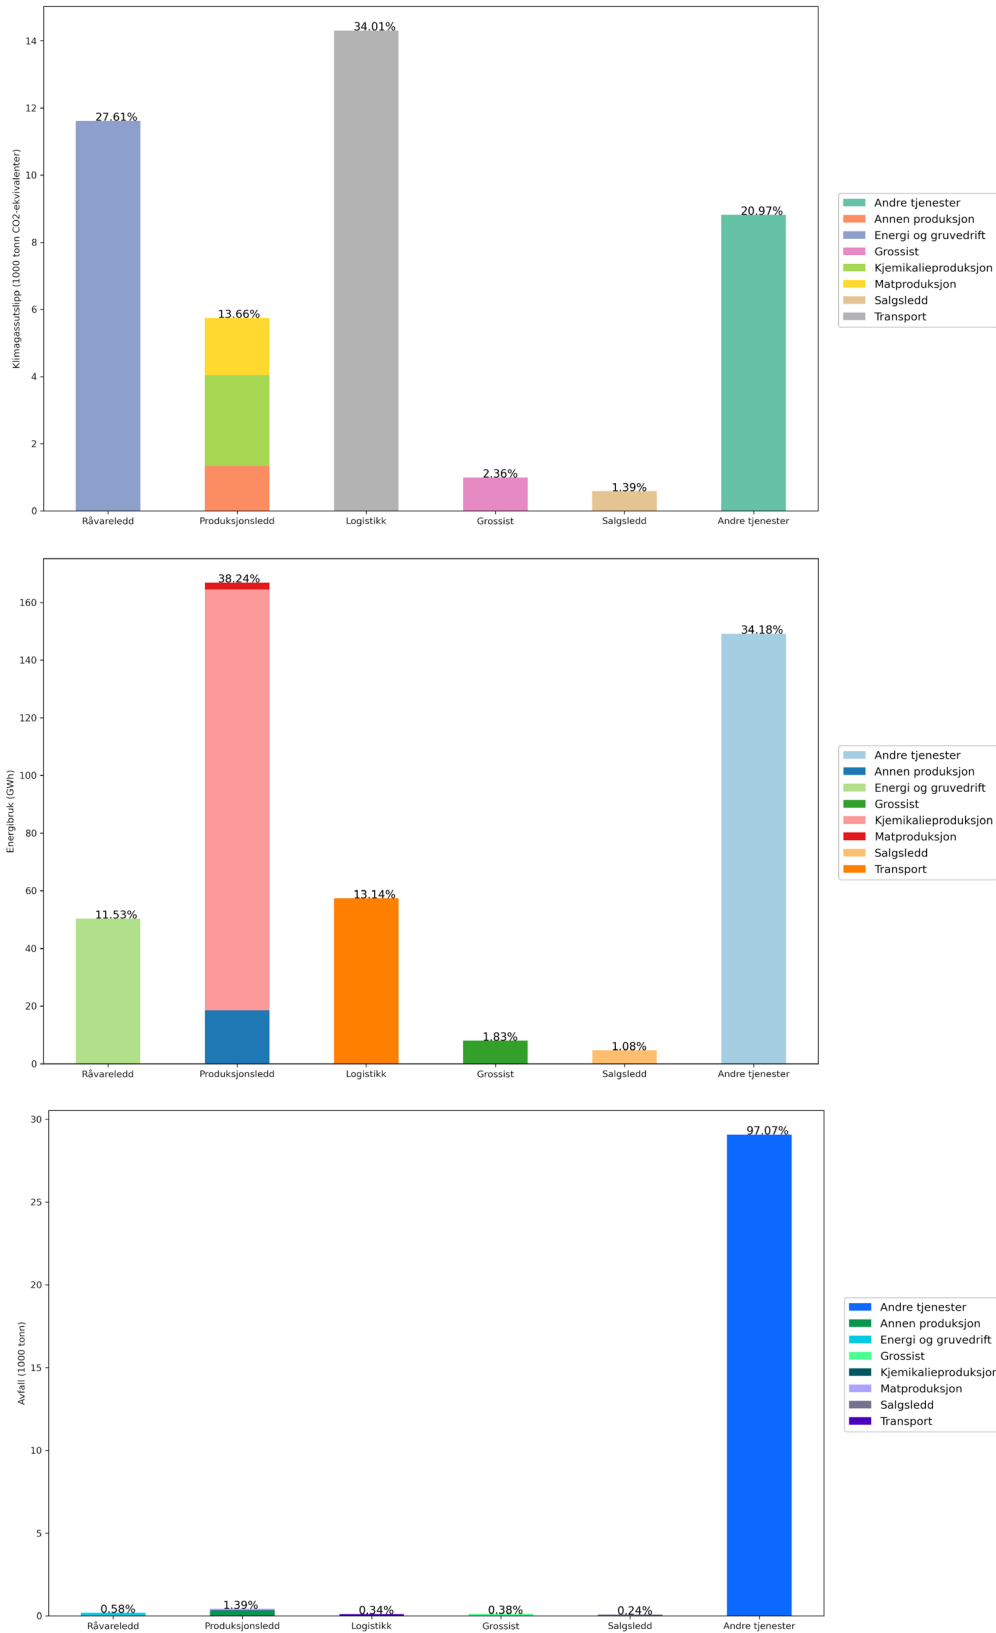 Klimagassutslipp (1000 tonn CO2-ekvivalenter)
14
12
10
8
6
4
2
0
27.61%
13.66%
34.01%
2.36%
1.39%
20.97%
Råvareledd
Produksjonsledd
Logistikk
Grossist
Salgsledd
Andre tjenester
Andre tjenester
Annen produksjon
Energi og gruvedrift
Grossist
Kjemikalieproduksjon
Matproduksjon
Salgsledd
Transport
Energibruk (GWh)
160
140
120
100
80
60
40
20
0
11.53%
38.24%
13.14%
1.83%
1.08%
34.18%
Råvareledd
Produksjonsledd
Logistikk
Grossist
Salgsledd
Andre tjenester
Andre tjenester
Annen produksjon
Energi og gruvedrift
Grossist
Kjemikalieproduksjon
Matproduksjon
Salgsledd
Transport
Avfall (1000 tonn)
30
25
20
15
10
5
0
0.58%
1.39%
0.34%
0.38%
0.24%
97.07%
Råvareledd
Produksjonsledd
Logistikk
Grossist
Salgsledd
Andre tjenester
Andre tjenester
Annen produksjon
Energi og gruvedrift
Grossist
Kjemikalieproduksjon
Matproduksjon
Salgsledd
Transport